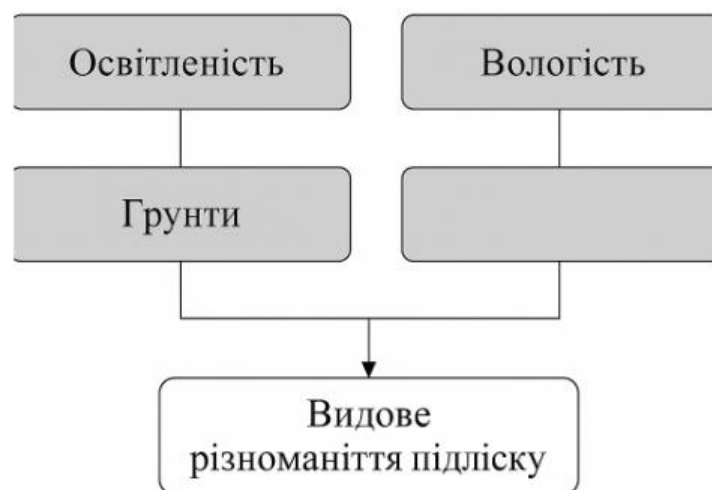 Освітленість
Вологість
Грунти
Видове
різноманіття підліску